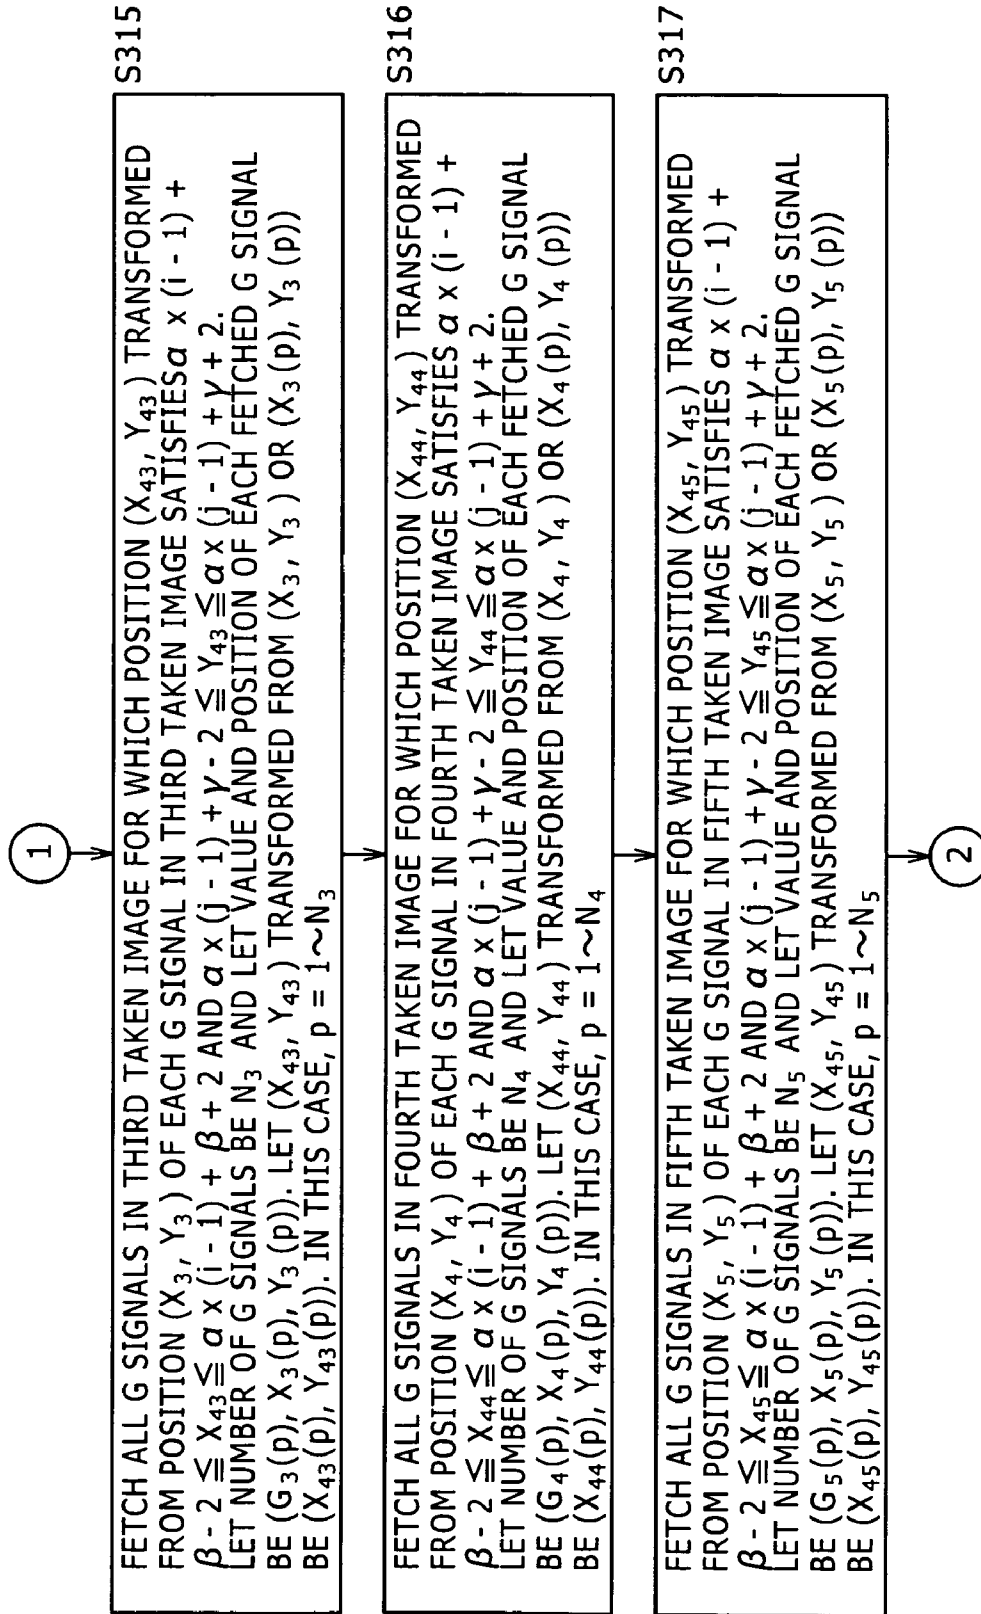 1
S315
FETCH ALL G SIGNALS IN THIRD TAKEN IMAGE FOR WHICH POSITION (X₄₃, Y₄₃) TRANSFORMED
FROM POSITION (X₃, Y₃) OF EACH G SIGNAL IN THIRD TAKEN IMAGE SATISFIES α x (i - 1) +
β - 2 ≦ X₄₃ ≦ α x (i - 1) + β + 2 AND α x (j - 1) + γ - 2 ≦ Y₄₃ ≦ α x (j - 1) + γ + 2.
LET NUMBER OF G SIGNALS BE N₃ AND LET VALUE AND POSITION OF EACH FETCHED G SIGNAL
BE (G₃(p), X₃(p), Y₃(p)). LET (X₄₃, Y₄₃) TRANSFORMED FROM (X₃, Y₃) OR (X₃(p), Y₃(p))
BE (X₄₃(p), Y₄₃(p)). IN THIS CASE, p = 1~N₃
S316
FETCH ALL G SIGNALS IN FOURTH TAKEN IMAGE FOR WHICH POSITION (X₄₄, Y₄₄) TRANSFORMED
FROM POSITION (X₄, Y₄) OF EACH G SIGNAL IN FOURTH TAKEN IMAGE SATISFIES α x (i - 1) +
β - 2 ≦ X₄₄ ≦ α x (i - 1) + β + 2 AND α x (j - 1) + γ - 2 ≦ Y₄₄ ≦ α x (j - 1) + γ + 2.
LET NUMBER OF G SIGNALS BE N₄ AND LET VALUE AND POSITION OF EACH FETCHED G SIGNAL
BE (G₄(p), X₄(p), Y₄(p)). LET (X₄₄, Y₄₄) TRANSFORMED FROM (X₄, Y₄) OR (X₄(p), Y₄(p))
BE (X₄₄(p), Y₄₄(p)). IN THIS CASE, p = 1~N₄
S317
FETCH ALL G SIGNALS IN FIFTH TAKEN IMAGE FOR WHICH POSITION (X₄₅, Y₄₅) TRANSFORMED
FROM POSITION (X₅, Y₅) OF EACH G SIGNAL IN FIFTH TAKEN IMAGE SATISFIES α x (i - 1) +
β - 2 ≦ X₄₅ ≦ α x (i - 1) + β + 2 AND α x (j - 1) + γ - 2 ≦ Y₄₅ ≦ α x (j - 1) + γ + 2.
LET NUMBER OF G SIGNALS BE N₅ AND LET VALUE AND POSITION OF EACH FETCHED G SIGNAL
BE (G₅(p), X₅(p), Y₅(p)). LET (X₄₅, Y₄₅) TRANSFORMED FROM (X₅, Y₅) OR (X₅(p), Y₅(p))
BE (X₄₅(p), Y₄₅(p)). IN THIS CASE, p = 1~N₅
2